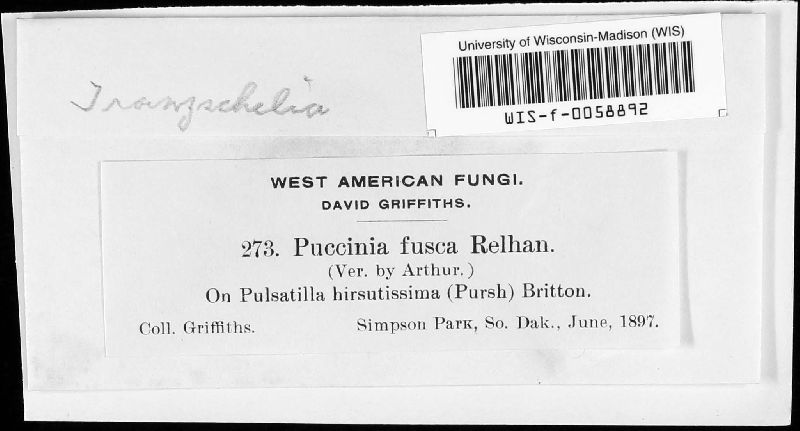 University of Wisconsin-Madison (WIS)
WIS-f-0058892
Tranzschelia
WEST AMERICAN FUNGI.
DAVID GRIFFITHS.
273. Puccinia fusca Relhan.
(Ver. by Arthur.)
On Pulsatilla hirsutissima (Pursh) Britton.
Coll. Griffiths. Simpson Park, So. Dak., June, 1897.